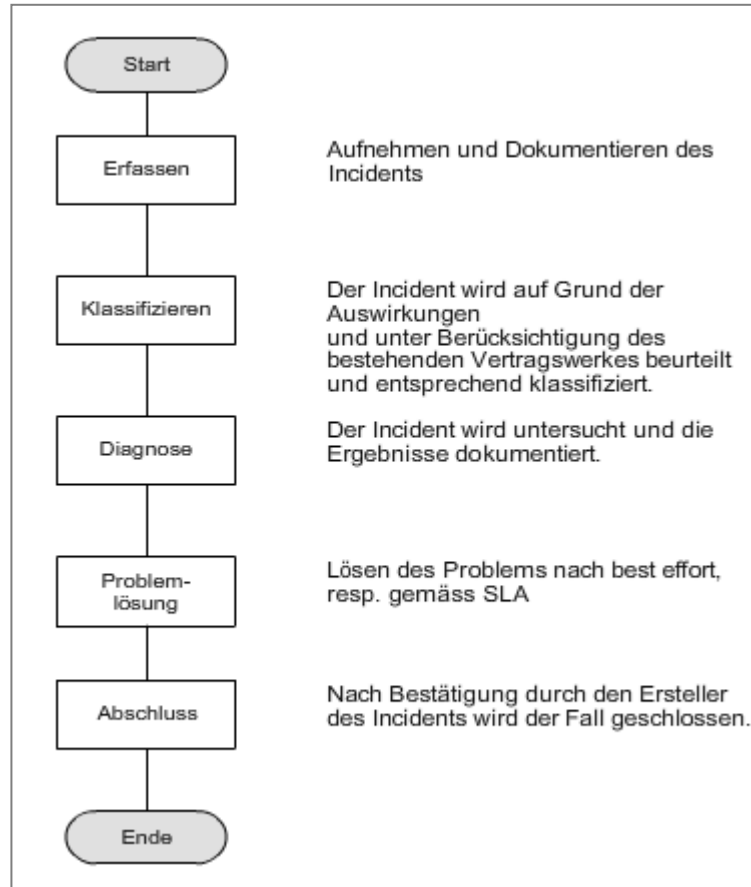 Start
Erfassen
Aufnehmen und Dokumentieren des
Incidents
Klassifizieren
Der Incident wird auf Grund der
Auswirkungen
und unter Berücksichtigung des
bestehenden Vertragswerkes beurteilt
und entsprechend klassifiziert.
Diagnose
Der Incident wird untersucht und die
Ergebnisse dokumentiert.
Problem-
lösung
Lösen des Problems nach best effort,
resp. gemäss SLA
Abschluss
Nach Bestätigung durch den Ersteller
des Incidents wird der Fall geschlossen.
Ende